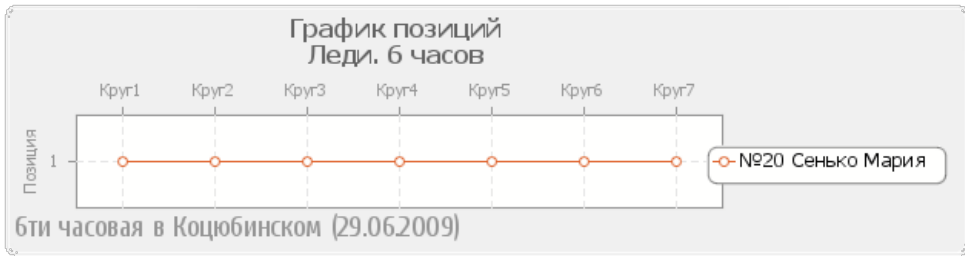 График позиций
Леди. 6 часов
Круг1 Круг2 Круг3 Круг4 Круг5 Круг6 Круг7
Позиция
1
№20 Сенько Мария
6ти часовая в Коцюбинском (29.06.2009)